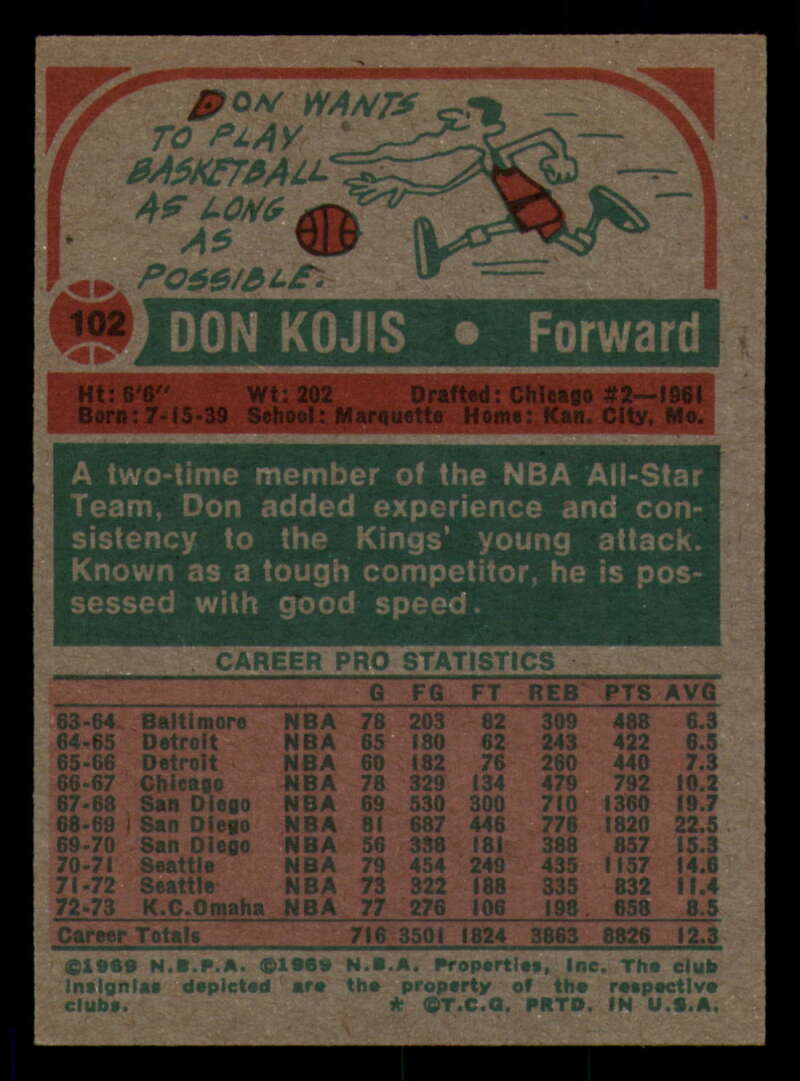 DON WANTS
TO PLAY
BASKETBALL
AS LONG
AS
POSSIBLE.
102 DON KOJIS • Forward
Ht: 6'6" Wt: 202 Drafted: Chicago #2—1961
Born: 7-15-39 School: Marquette Home: Kan. City, Mo.
A two-time member of the NBA All-Star
Team, Don added experience and con-
sistency to the Kings' young attack.
Known as a tough competitor, he is pos-
sessed with good speed.
CAREER PRO STATISTICS
G FG FT REB PTS AVG
63-64 Baltimore NBA 78 203 82 309 488 6.3
64-65 Detroit NBA 65 180 62 243 422 6.5
65-66 Detroit NBA 60 182 76 260 440 7.3
66-67 Chicago NBA 78 329 134 479 792 10.2
67-68 San Diego NBA 69 530 300 710 1360 19.7
68-69 San Diego NBA 81 687 446 776 1820 22.5
69-70 San Diego NBA 56 338 181 388 857 15.3
70-71 Seattle NBA 79 454 249 435 1157 14.6
71-72 Seattle NBA 73 322 188 335 832 11.4
72-73 K.C.Omaha NBA 77 276 106 198 658 8.5
Career Totals 716 3501 1824 3863 8826 12.3
©1969 N.B.P.A. ©1969 N.B.A. Properties, Inc. The club
insignias depicted are the property of the respective
clubs. * ©T.C.G. PRTD. IN U.S.A.